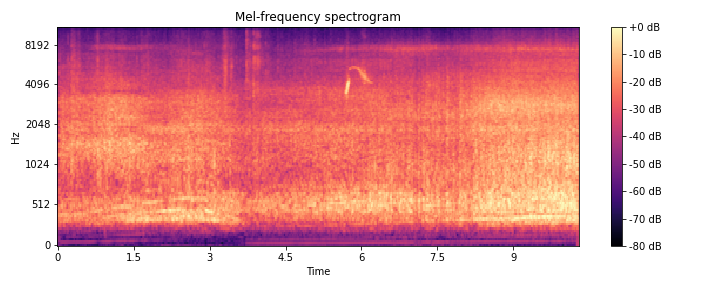 Mel-frequency spectrogram
Hz
8192
4096
2048
1024
512
0
0 1.5 3 4.5 6 7.5 9
Time
+0 dB
-10 dB
-20 dB
-30 dB
-40 dB
-50 dB
-60 dB
-70 dB
-80 dB